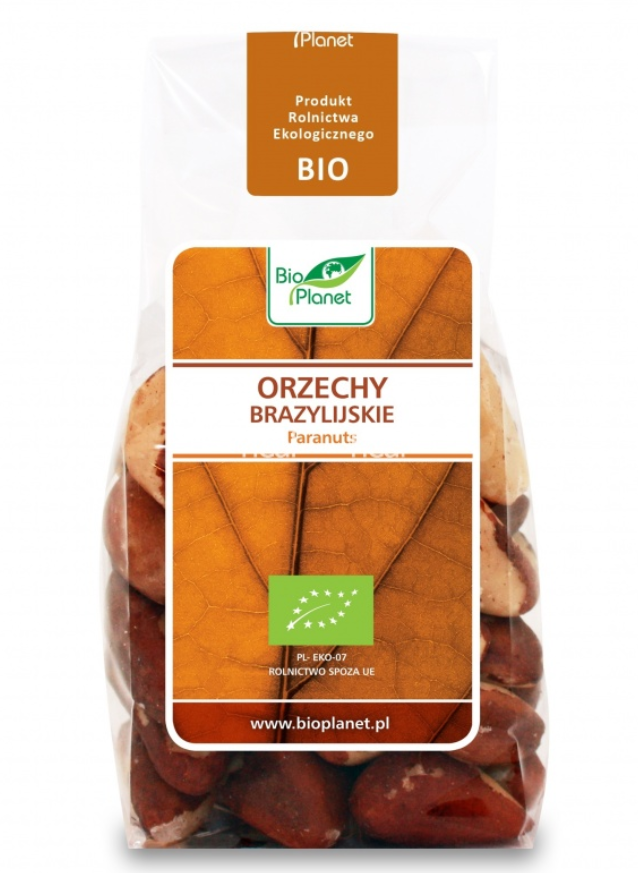 Planet
Produkt
Rolnictwa
Ekologicznego
BIO
Bio
Planet
ORZECHY
BRAZYLIJSKIE
Paranuts
PL- EKO-07
ROLNICTWO SPOZA UE
www.bioplanet.pl